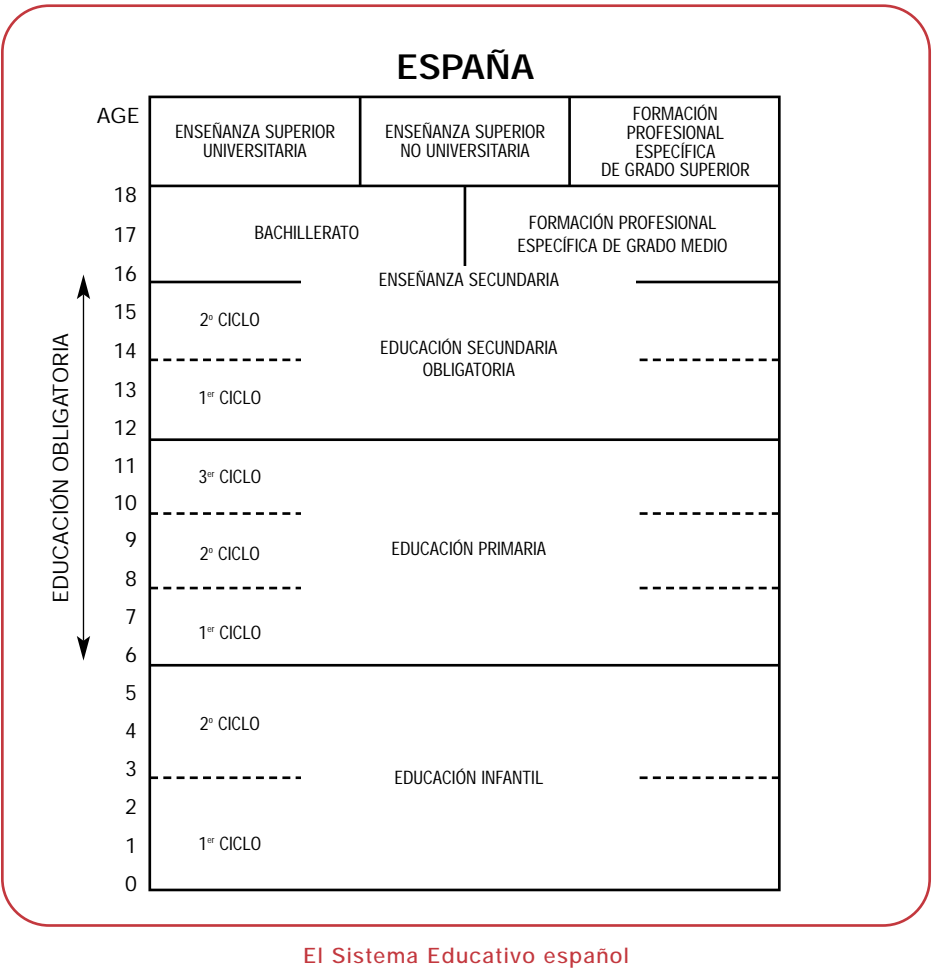 ESPAÑA
AGE
ENSEÑANZA SUPERIOR
UNIVERSITARIA
ENSEÑANZA SUPERIOR
NO UNIVERSITARIA
FORMACIÓN
PROFESIONAL
ESPECÍFICA
DE GRADO SUPERIOR
18
17
BACHILLERATO
FORMACIÓN PROFESIONAL
ESPECÍFICA DE GRADO MEDIO
16
ENSEÑANZA SECUNDARIA
EDUCACIÓN OBLIGATORIA
15
2º CICLO
14
EDUCACIÓN SECUNDARIA
OBLIGATORIA
13
1er CICLO
12
11
3er CICLO
10
9
2º CICLO
EDUCACIÓN PRIMARIA
8
7
1er CICLO
6
5
4
2º CICLO
3
EDUCACIÓN INFANTIL
2
1
1er CICLO
0
El Sistema Educativo español